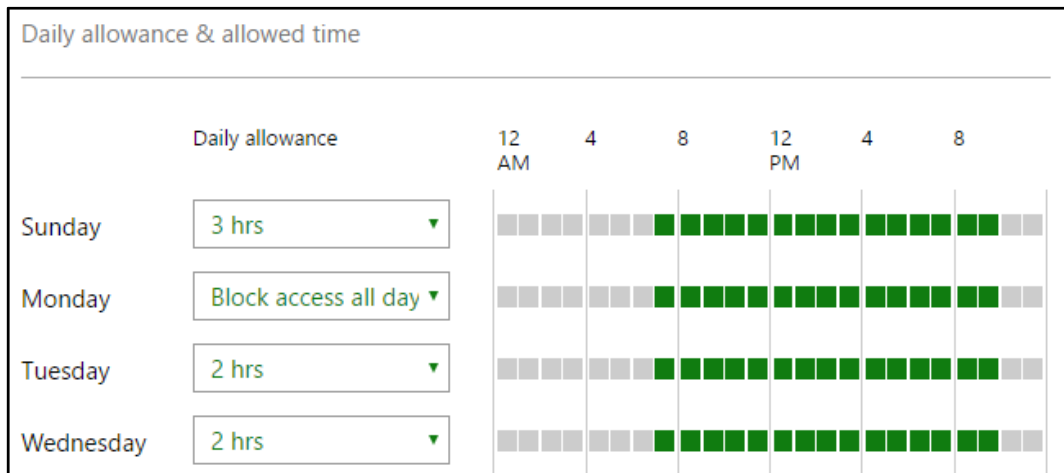 Daily allowance & allowed time
Daily allowance 12 AM 4 8 12 PM 4 8
Sunday 3 hrs
Monday Block access all day
Tuesday 2 hrs
Wednesday 2 hrs